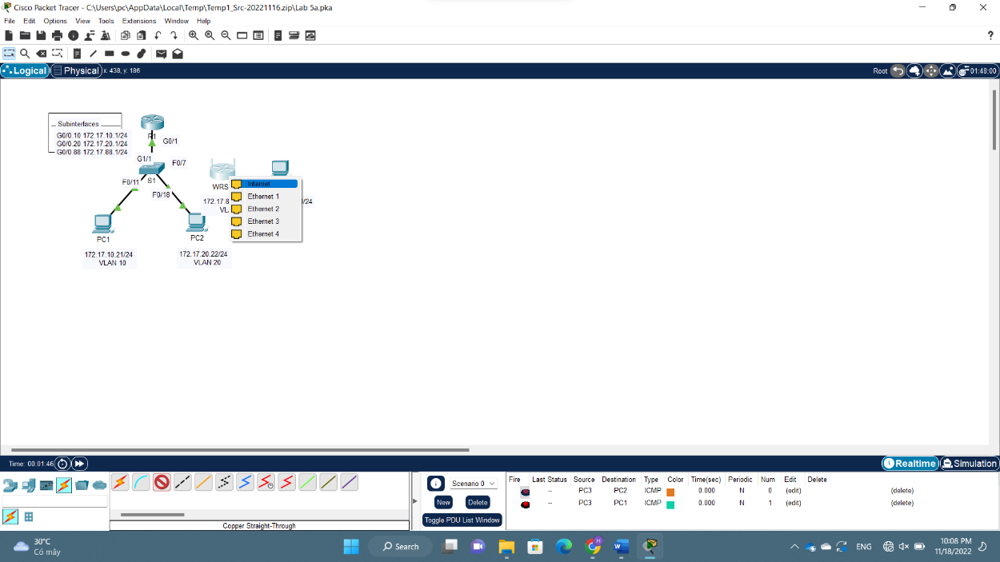 Cisco Packet Tracer - C:\Users\pc\AppData\Local\Temp\Temp1_Src-20221116.zip\Lab 5a.pka
File Edit Options View Tools Extensions Window Help
?
Logical Physical x: 438, y: 186 Root 01:48:00
Subinterfaces
G0/0.10 172.17.10.1/24
G0/0.20 172.17.20.1/24
G0/0.88 172.17.88.1/24
R1
G0/1
G1/1
F0/7
S1
F0/11
F0/18
WRS
172.17.8
VL
/24
Internet
Ethernet 1
Ethernet 2
Ethernet 3
Ethernet 4
PC1
PC2
172.17.10.21/24
VLAN 10
172.17.20.22/24
VLAN 20
Time: 00:01:46 Realtime Simulation
Scenario 0
New Delete
Toggle PDU List Window
Copper Straight-Through
Fire Last Status Source Destination Type Color Time(sec) Periodic Num Edit Delete
-- PC3 PC2 ICMP 0.000 N 0 (edit) (delete)
-- PC3 PC1 ICMP 0.000 N 1 (edit) (delete)
30°C
Có mây
Search
H
ENG
10:08 PM
11/18/2022